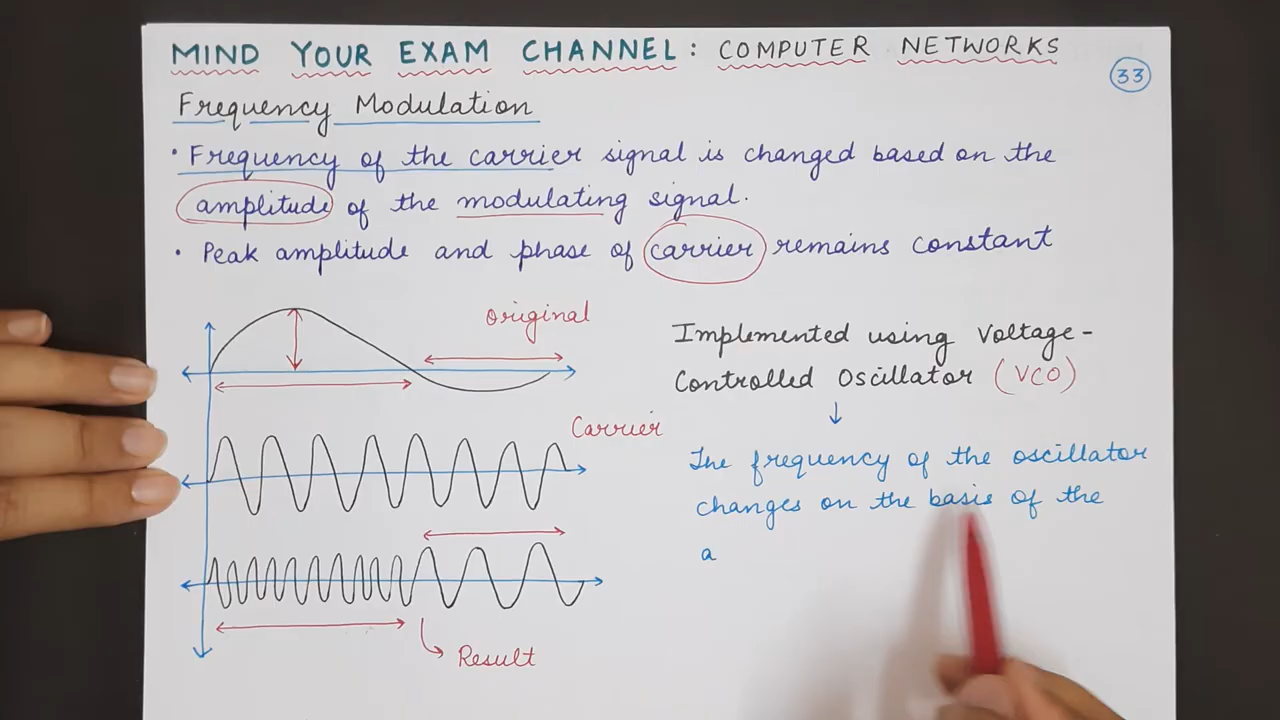 MIND YOUR EXAM CHANNEL: COMPUTER NETWORKS
33
Frequency Modulation
• Frequency of the carrier signal is changed based on the
amplitude of the modulating signal.
• Peak amplitude and phase of carrier remains constant
Original
Implemented using Voltage-
Controlled Oscillator (VCO)
Carrier
The frequency of the oscillator
changes on the basis of the
a
Result